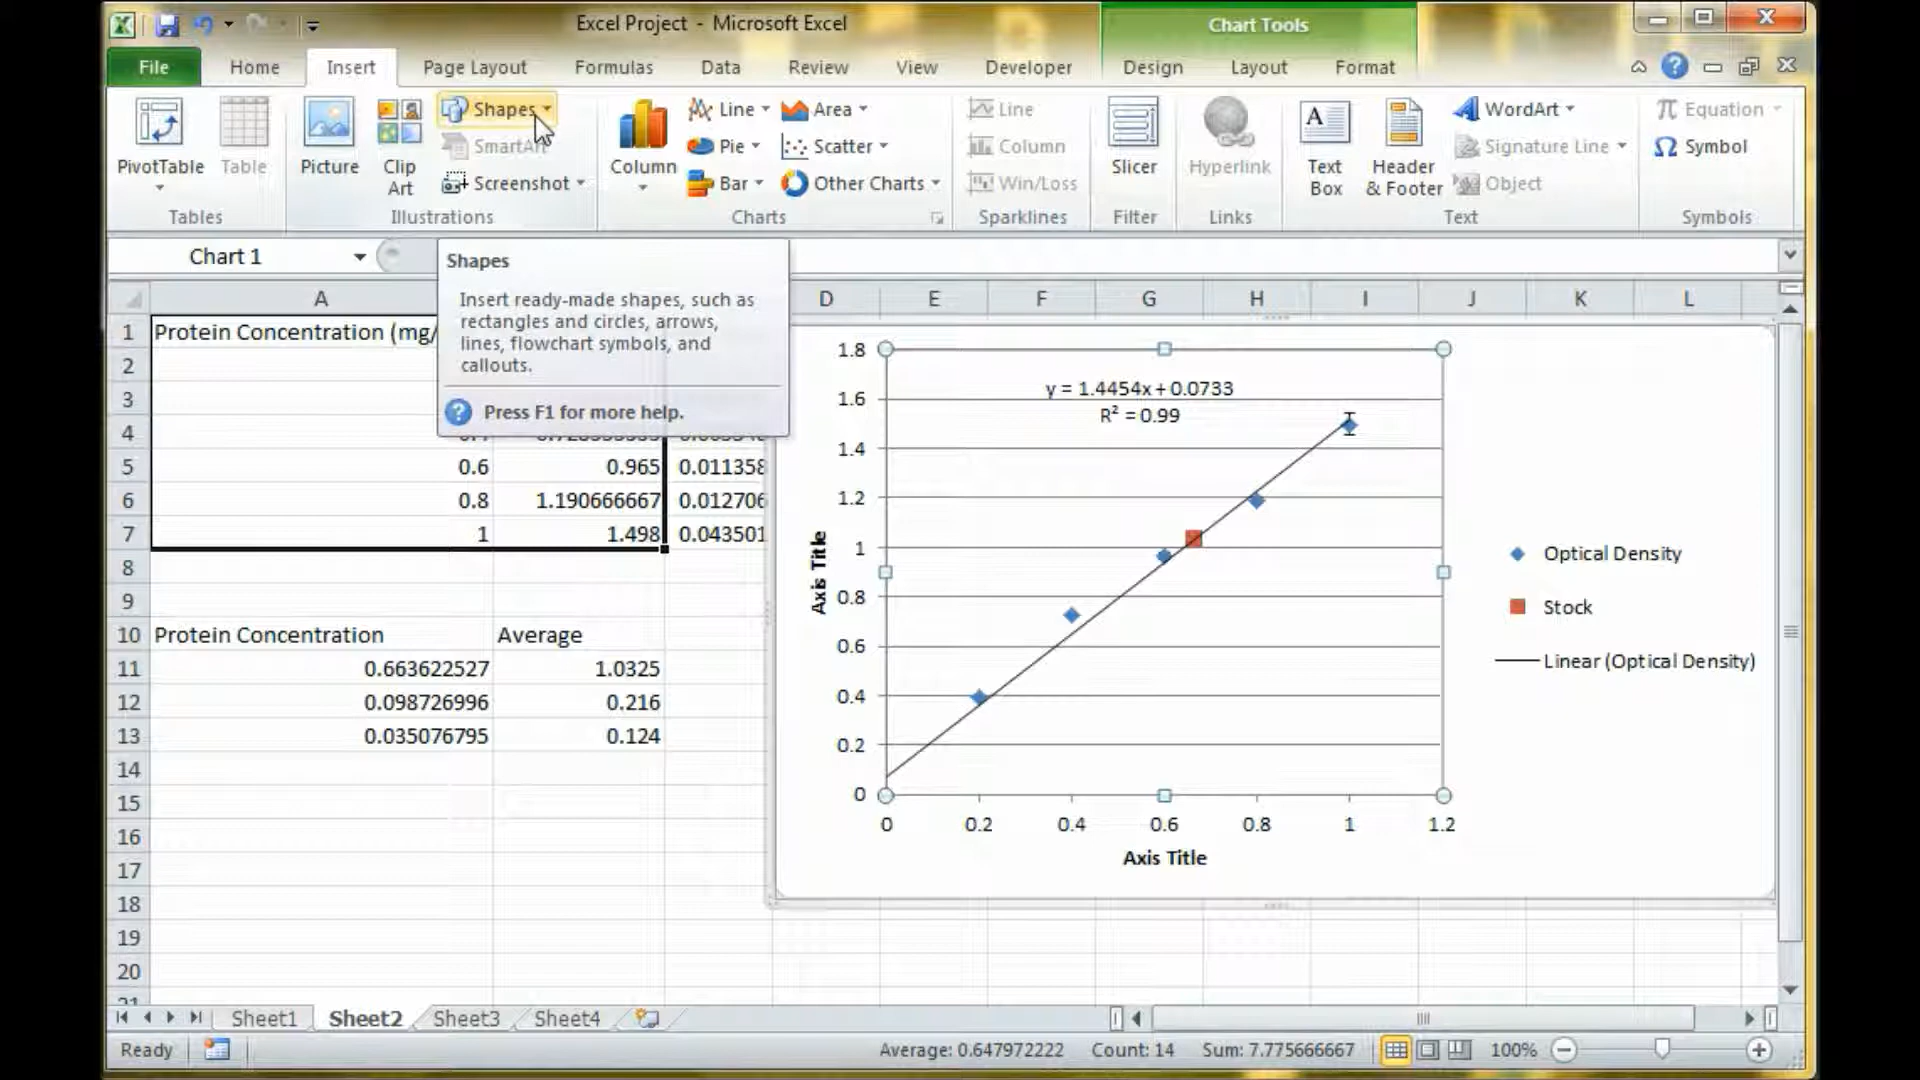 Excel Project - Microsoft Excel
Chart Tools
File Home Insert Page Layout Formulas Data Review View Developer Design Layout Format
PivotTable
Table
Picture
Clip Art
Shapes
SmartArt
Screenshot
Column
Line
Pie
Bar
Area
Scatter
Other Charts
Line
Column
Win/Loss
Slicer
Hyperlink
Text Box
Header & Footer
WordArt
Signature Line
Object
Equation
Symbol
Tables Illustrations Charts Sparklines Filter Links Text Symbols
Chart 1
Shapes
Insert ready-made shapes, such as
rectangles and circles, arrows,
lines, flowchart symbols, and
callouts.
Press F1 for more help.
A D E F G H I J K L
1 Protein Concentration (mg/
2
3
4
5 0.6 0.965 0.011358
6 0.8 1.190666667 0.012706
7 1 1.498 0.043501
8
9
10 Protein Concentration Average
11 0.663622527 1.0325
12 0.098726996 0.216
13 0.035076795 0.124
14
15
16
17
18
19
20
21
1.8
1.6
1.4
1.2
1
0.8
0.6
0.4
0.2
0
Axis Title
y = 1.4454x + 0.0733
R² = 0.99
0 0.2 0.4 0.6 0.8 1 1.2
Axis Title
Optical Density
Stock
Linear (Optical Density)
Sheet1 Sheet2 Sheet3 Sheet4
Ready Average: 0.647972222 Count: 14 Sum: 7.775666667 100%